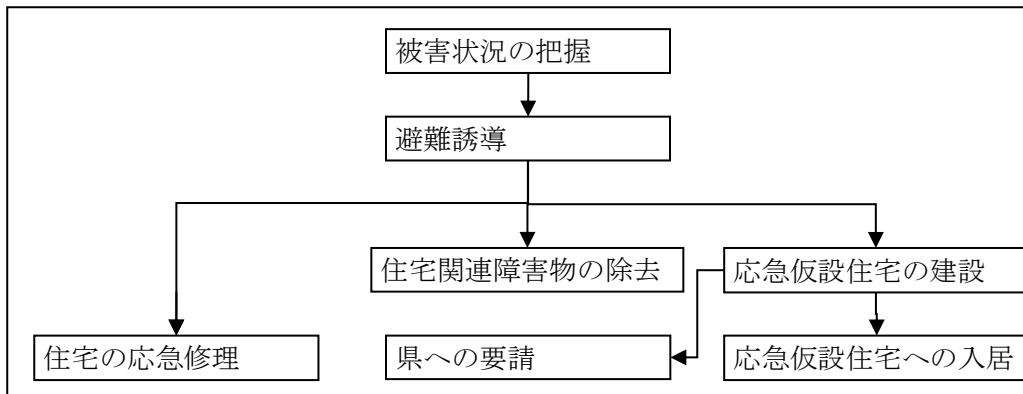 被害状況の把握
避難誘導
住宅関連障害物の除去
応急仮設住宅の建設
住宅の応急修理
県への要請
応急仮設住宅への入居